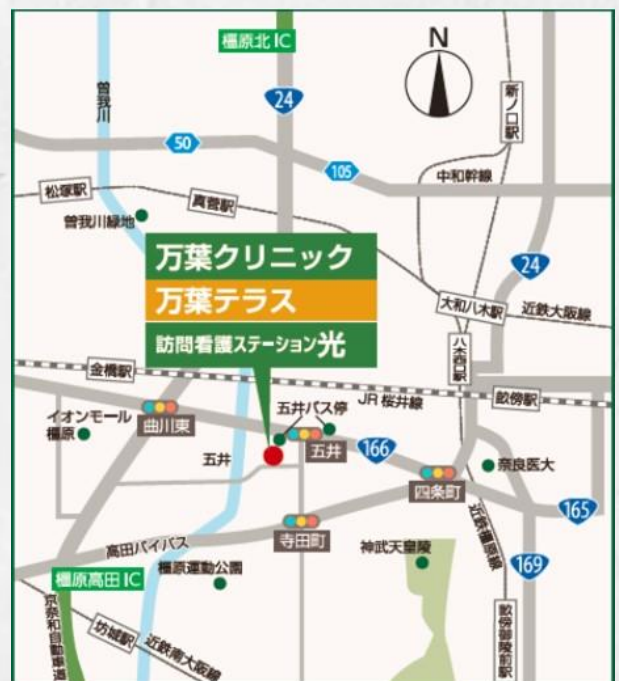 橿原北IC
N
24
新ノ口駅
曽我川
50
105
中和幹線
松塚駅
真菅駅
曽我川緑地
万葉クリニック
万葉テラス
訪問看護ステーション光
24
大和八木駅
近鉄大阪線
八木西口駅
金橋駅
JR桜井線
畝傍駅
イオンモール
橿原
曲川東
五井バス停
五井
五井
166
四条町
奈良医大
165
高田バイパス
寺田町
神武天皇陵
近鉄橿原線
169
橿原高田IC
橿原運動公園
京奈和自動車道
坊城駅
近鉄南大阪線
畝傍御陵前駅